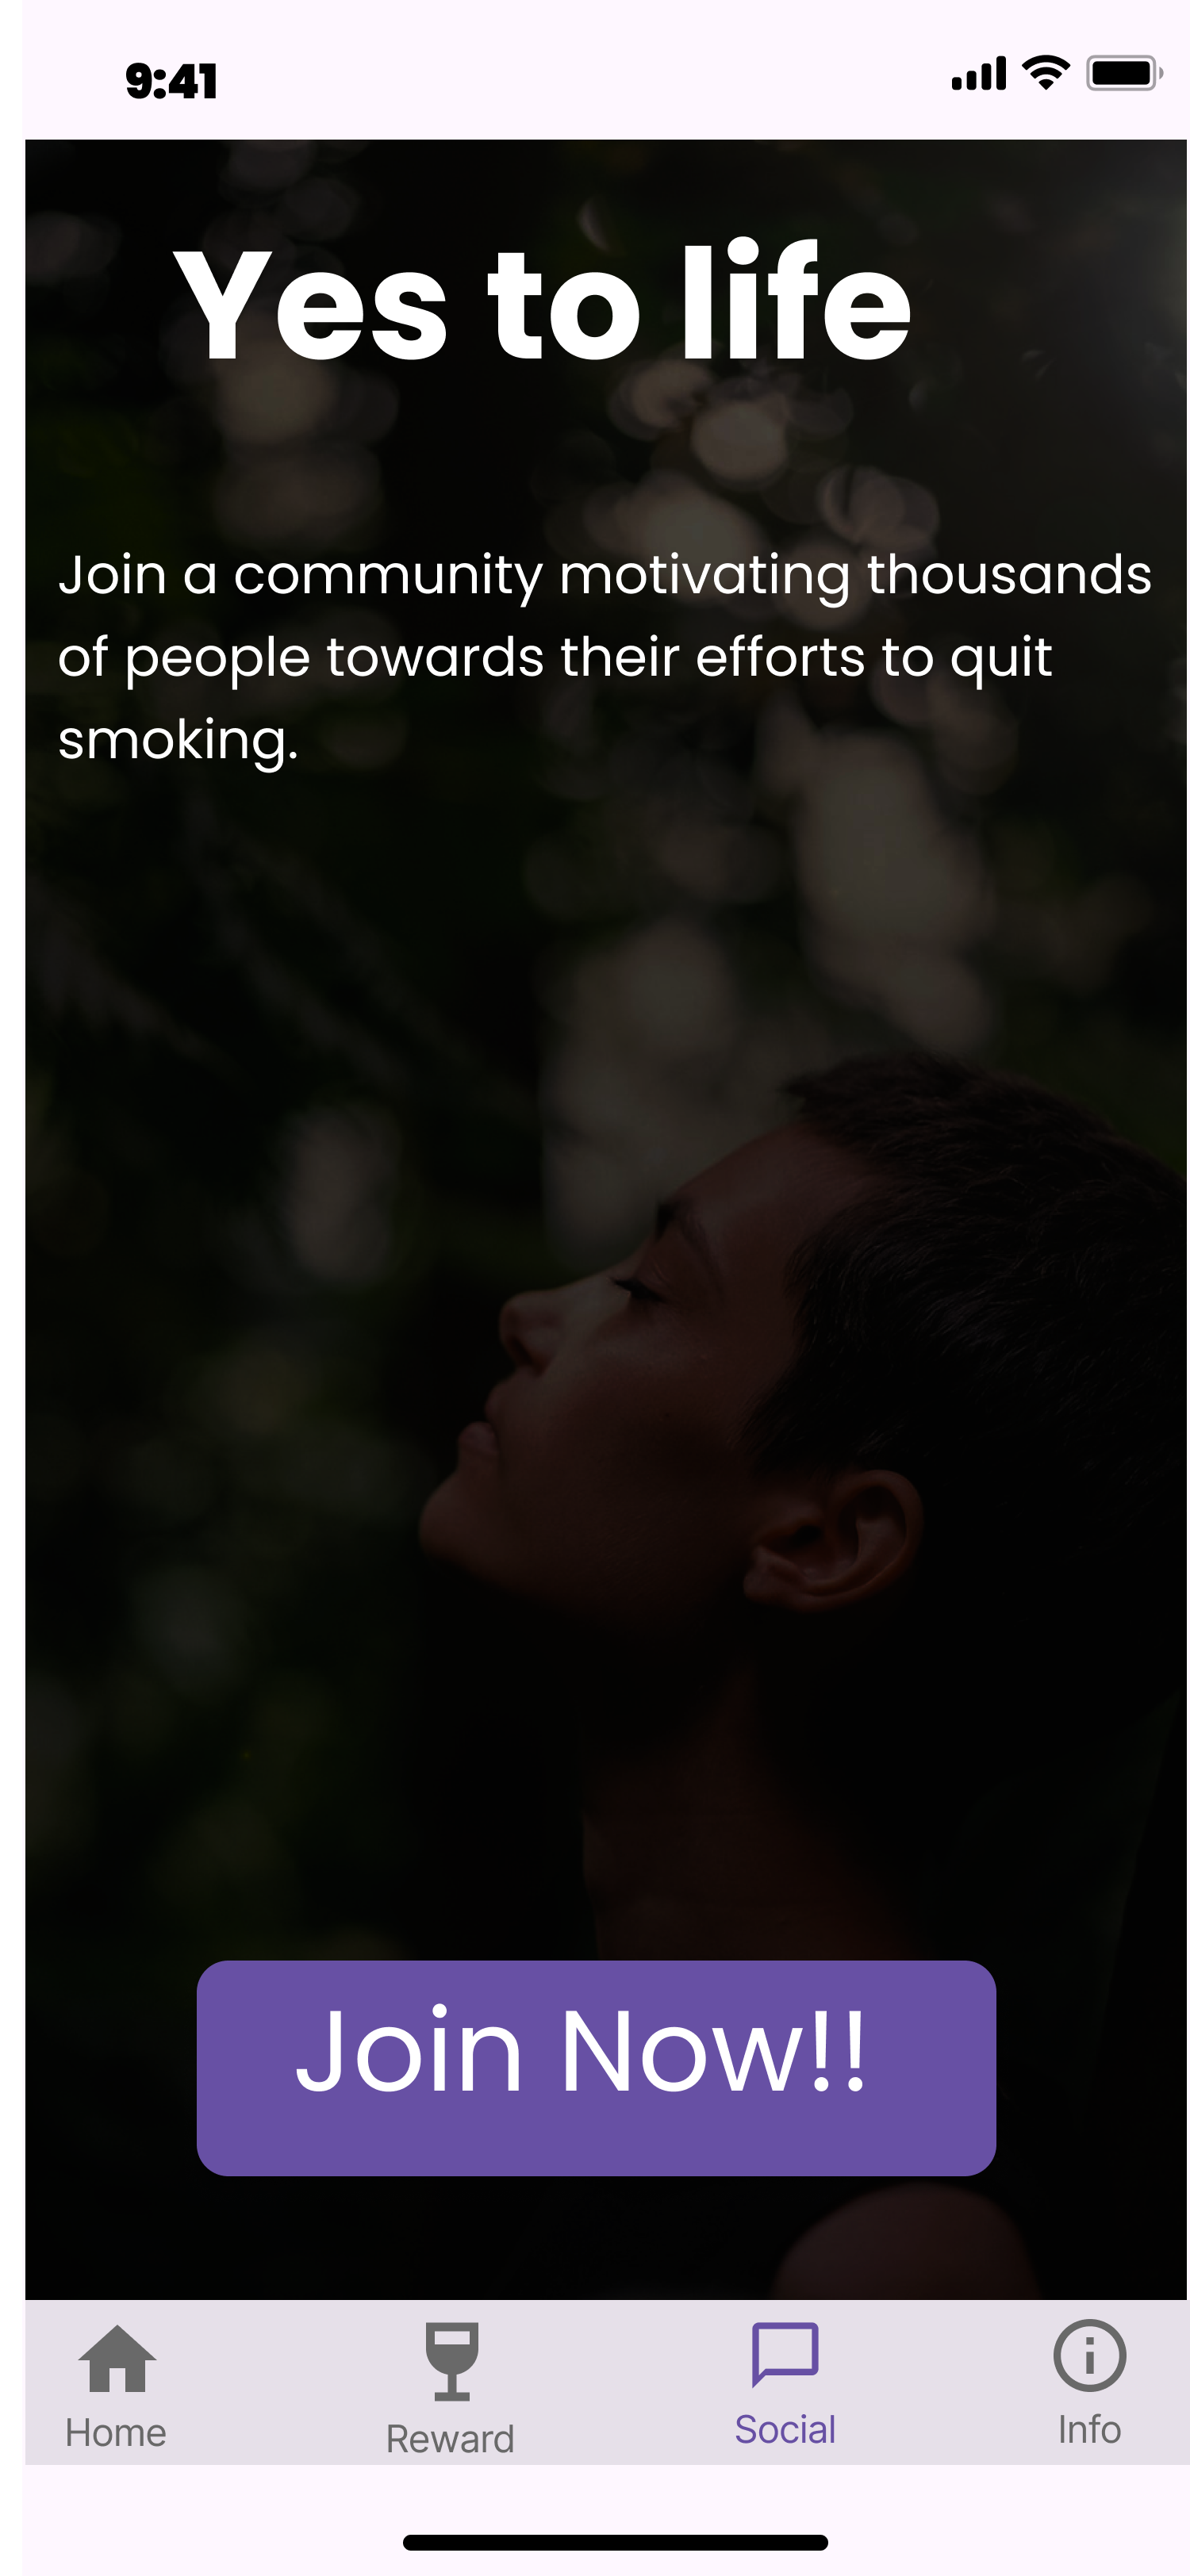 9:41
Yes to life
Join a community motivating thousands
of people towards their efforts to quit
smoking.
Join Now!!
Home
Reward
Social
Info